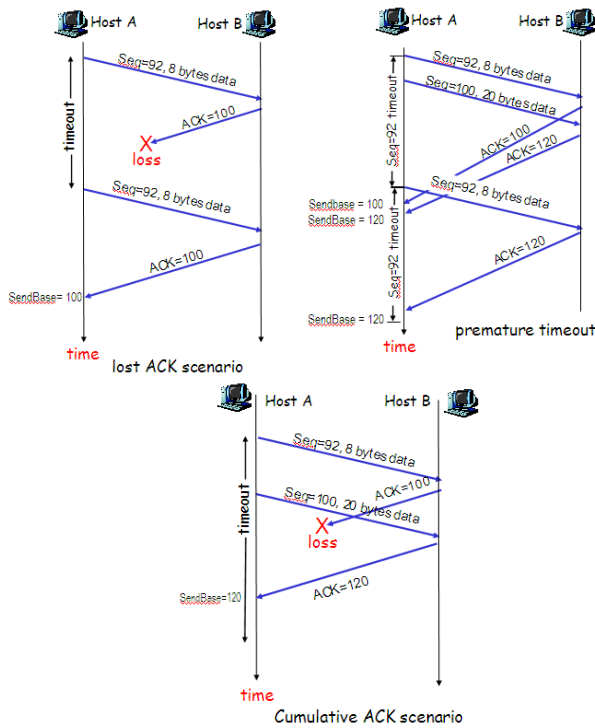 Host A
Host B
Seq=92, 8 bytes data
ACK=100
timeout
X
loss
Seq=92, 8 bytes data
ACK=100
SendBase= 100
time
lost ACK scenario
Host A
Host B
Seq=92, 8 bytes data
Seq=100, 20 bytes data
Seq=92 timeout
ACK=100
ACK=120
Seq=92, 8 bytes data
Sendbase = 100
SendBase = 120
Seq=92 timeout
ACK=120
SendBase = 120
premature timeout
time
Host A
Host B
Seq=92, 8 bytes data
ACK=100
timeout
Seq=100, 20 bytes data
X
loss
SendBase=120
ACK=120
time
Cumulative ACK scenario